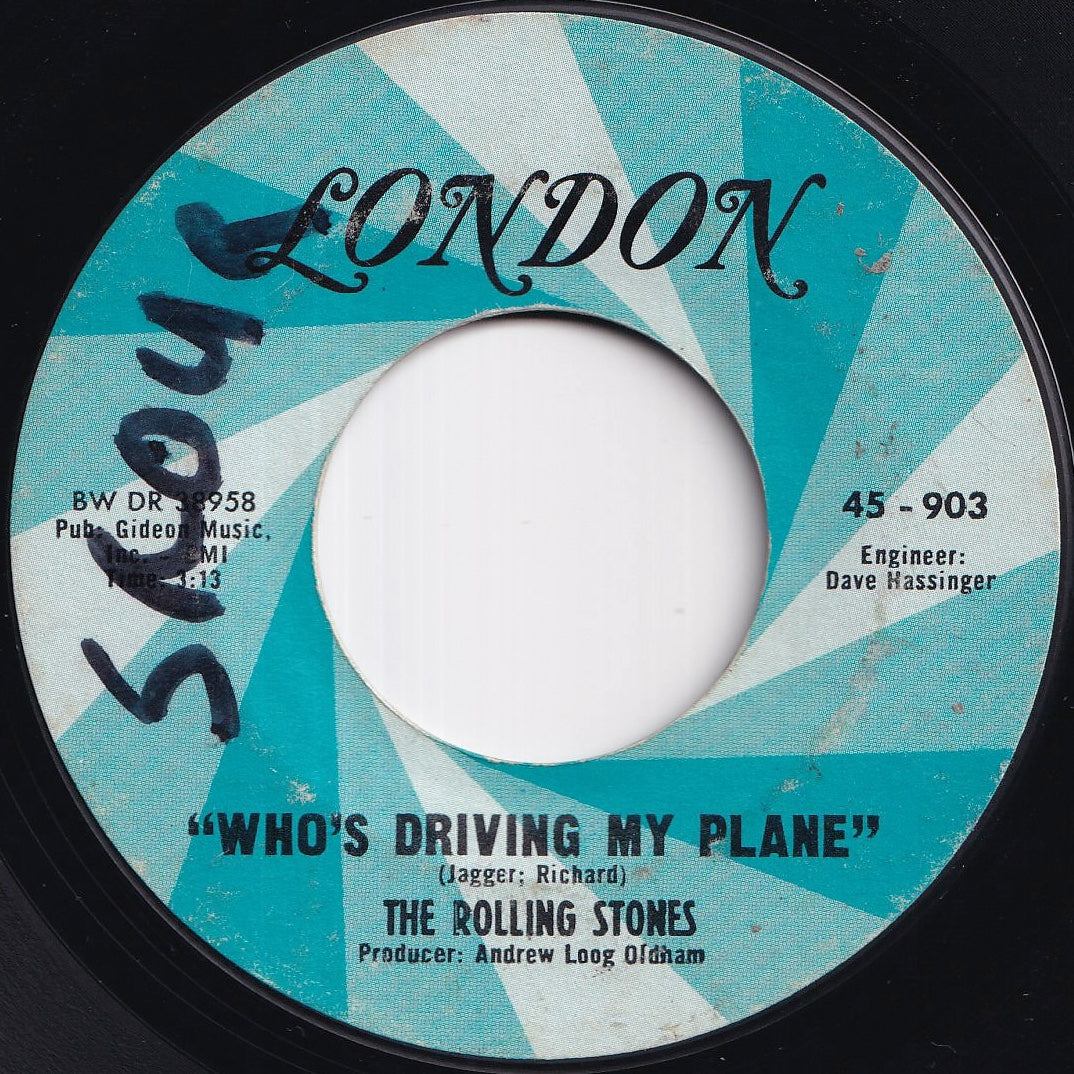 LONDON
BW DR 38958
Pub: Gideon Music,
Inc. - BMI
Time: 3:13
45 - 903
Engineer:
Dave Hassinger
"WHO'S DRIVING MY PLANE"
(Jagger; Richard)
THE ROLLING STONES
Producer: Andrew Loog Oldham